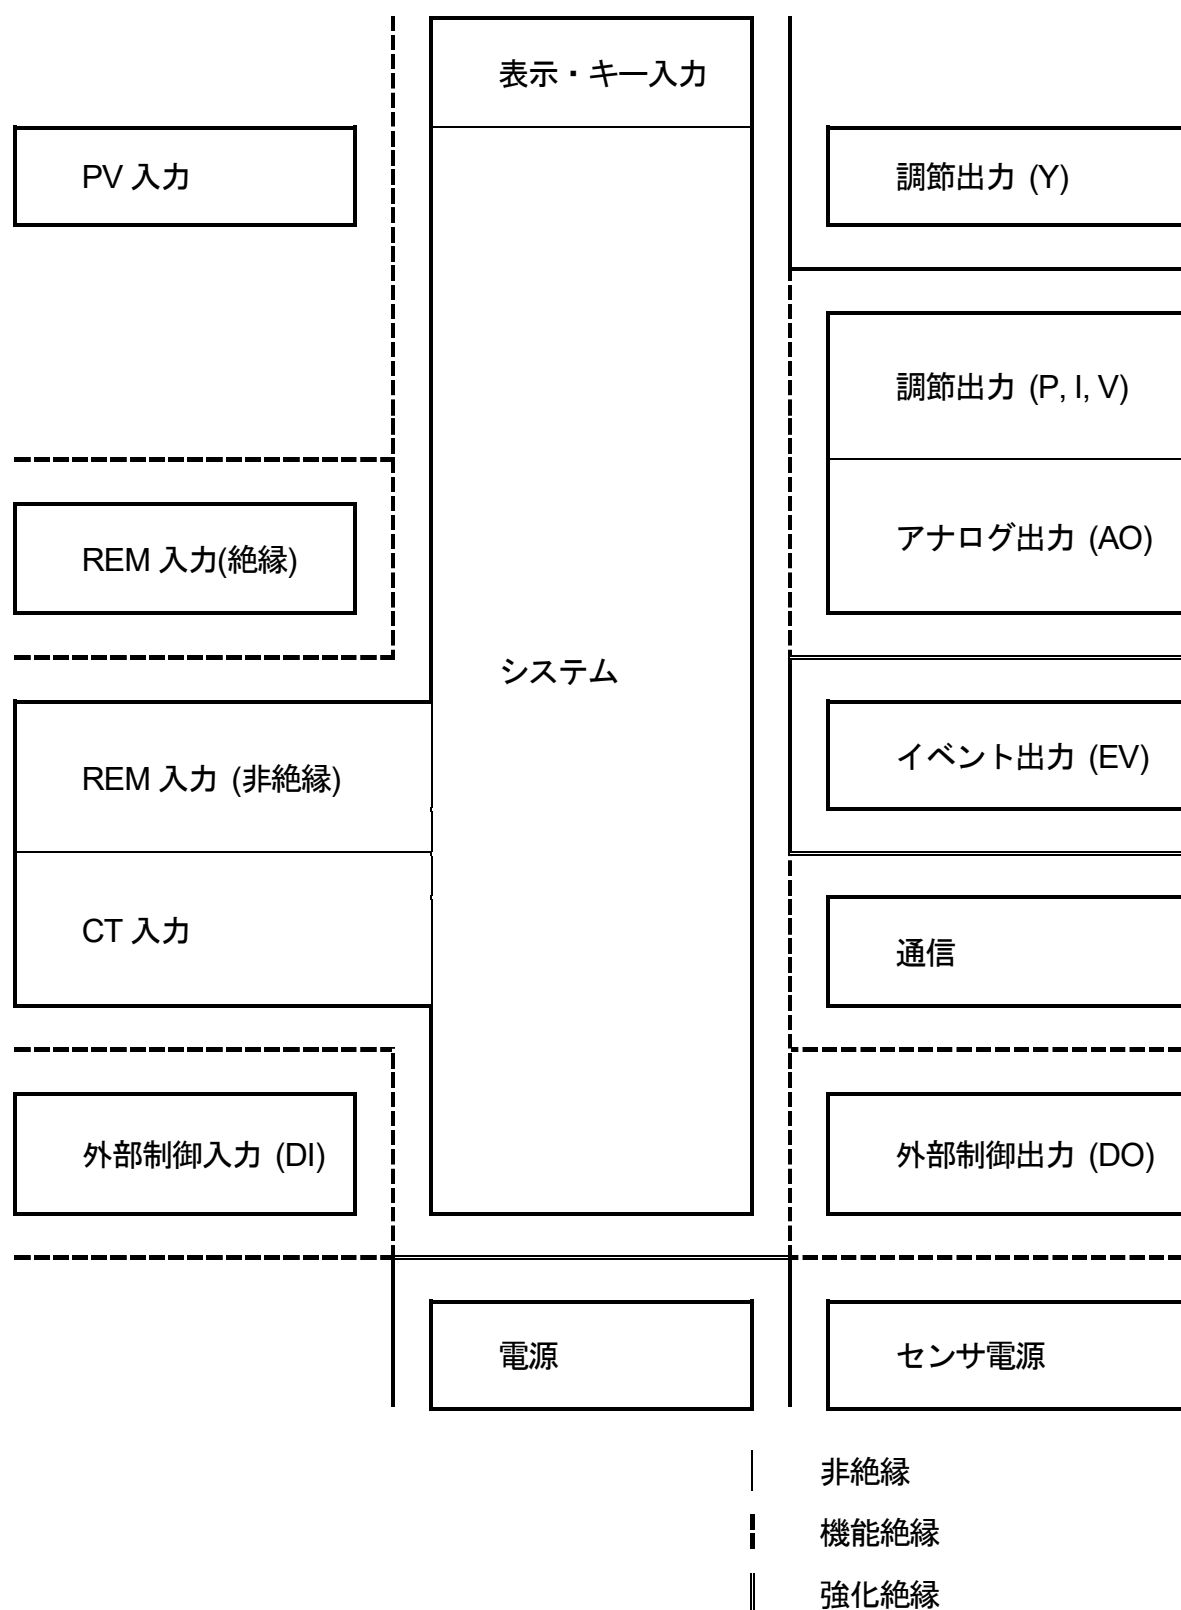 表示・キー入力
PV 入力
調節出力 (Y)
調節出力 (P, I, V)
アナログ出力 (AO)
REM 入力(絶縁)
システム
イベント出力 (EV)
REM 入力 (非絶縁)
CT 入力
通信
外部制御入力 (DI)
外部制御出力 (DO)
電源
センサ電源
非絶縁
機能絶縁
強化絶縁